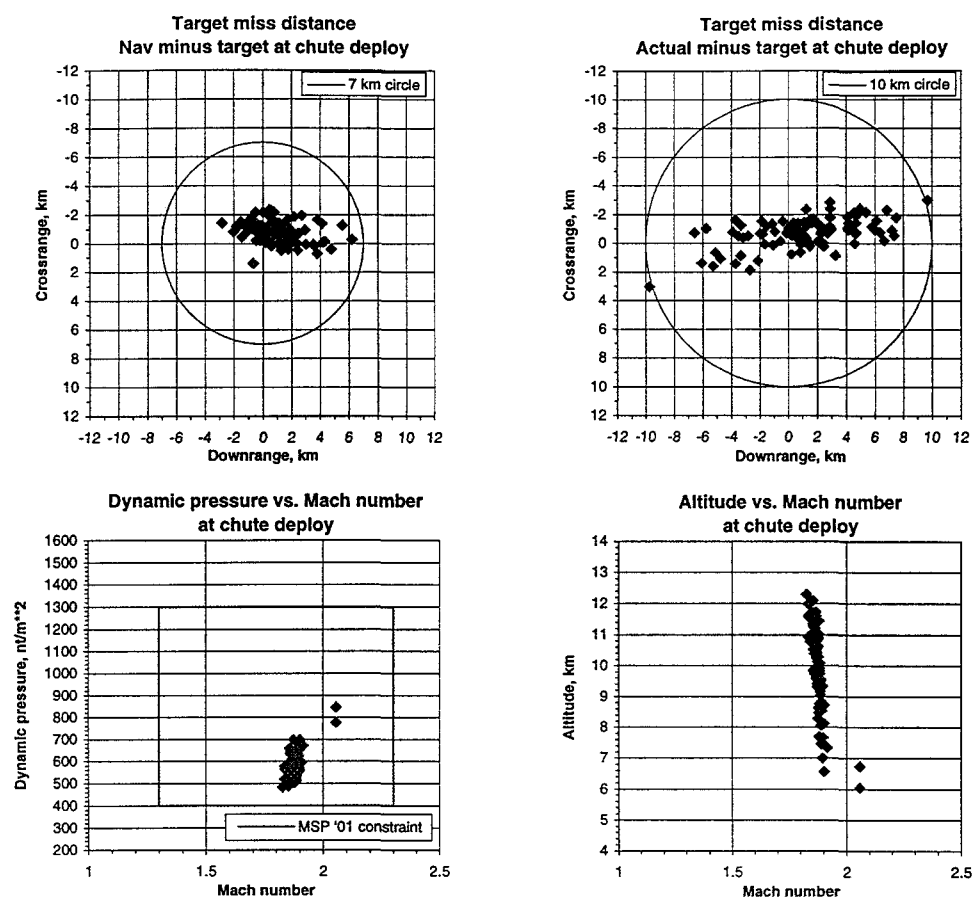 Target miss distance
Nav minus target at chute deploy
-12
-10
-8
-6
-4
-2
0
2
4
6
8
10
12
Crossrange, km
7 km circle
-12 -10 -8 -6 -4 -2 0 2 4 6 8 10 12
Downrange, km
Target miss distance
Actual minus target at chute deploy
-12
-10
-8
-6
-4
-2
0
2
4
6
8
10
12
Crossrange, km
10 km circle
-12 -10 -8 -6 -4 -2 0 2 4 6 8 10 12
Downrange, km
Dynamic pressure vs. Mach number
at chute deploy
1600
1500
1400
1300
1200
1100
1000
900
800
700
600
500
400
300
200
Dynamic pressure, nt/m**2
MSP '01 constraint
1 1.5 2 2.5
Mach number
Altitude vs. Mach number
at chute deploy
14
13
12
11
10
9
8
7
6
5
4
Altitude, km
1 1.5 2 2.5
Mach number